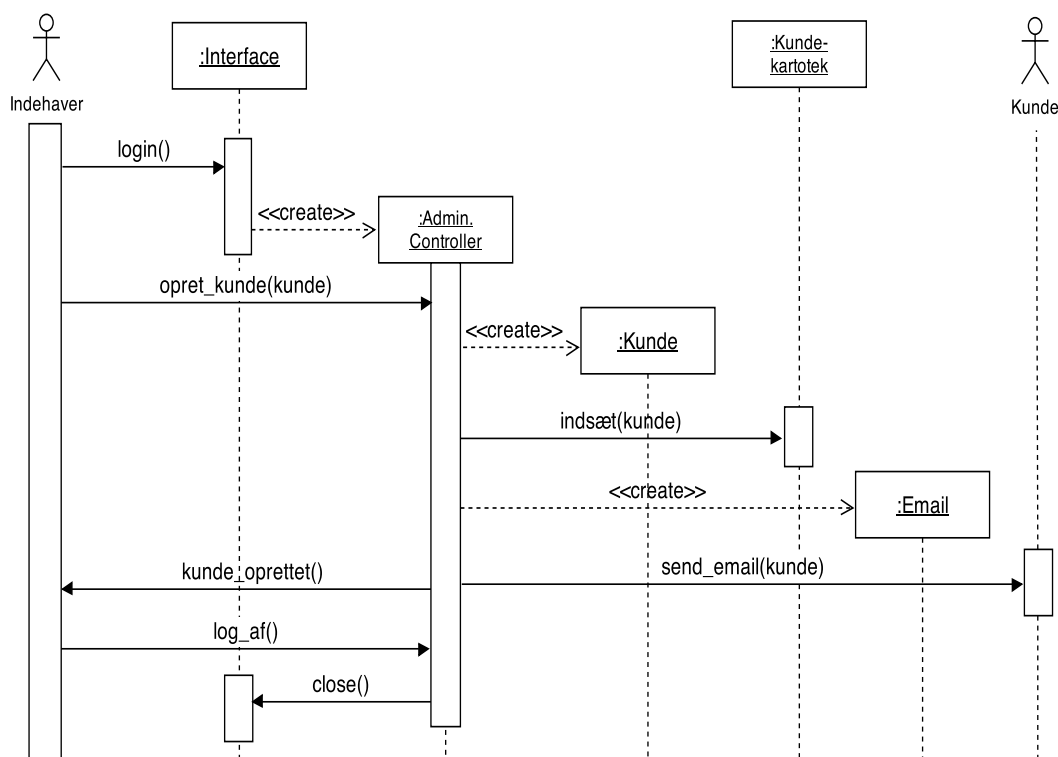 :Interface
:Kunde-
kartotek
Indehaver
Kunde
login()
<<create>>
:Admin.
Controller
opret_kunde(kunde)
<<create>>
:Kunde
indsæt(kunde)
<<create>>
:Email
kunde_oprettet()
send_email(kunde)
log_af()
close()